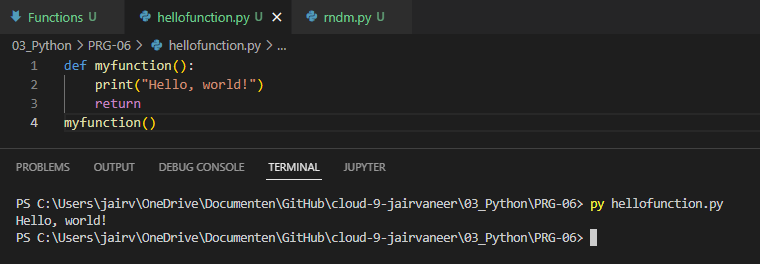 Functions U hellofunction.py U rndm.py U
03_Python > PRG-06 > hellofunction.py > ...
1 def myfunction():
2     print("Hello, world!")
3     return
4 myfunction()
PROBLEMS OUTPUT DEBUG CONSOLE TERMINAL JUPYTER
PS C:\Users\jairv\OneDrive\Documenten\GitHub\cloud-9-jairvaneer\03_Python\PRG-06> py hellofunction.py
Hello, world!
PS C:\Users\jairv\OneDrive\Documenten\GitHub\cloud-9-jairvaneer\03_Python\PRG-06>